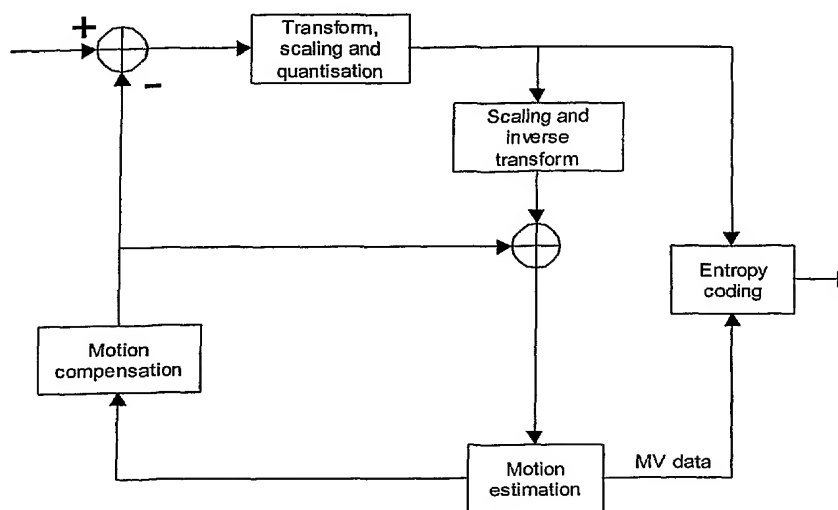 +
Transform,
scaling and
quantisation
−
Scaling and
inverse
transform
Entropy
coding
Motion
compensation
Motion
estimation
MV data